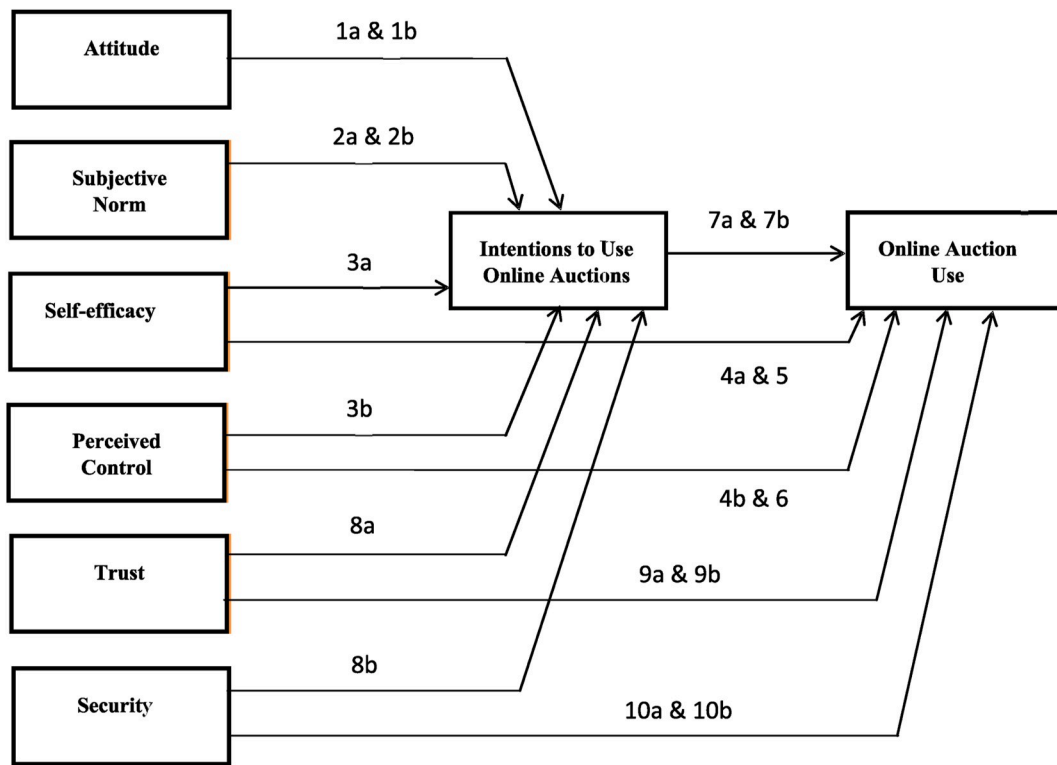 1a & 1b
Attitude
2a & 2b
Subjective
Norm
7a & 7b
Intentions to Use
Online Auctions
Online Auction
Use
3a
Self-efficacy
4a & 5
3b
Perceived
Control
4b & 6
8a
Trust
9a & 9b
8b
Security
10a & 10b